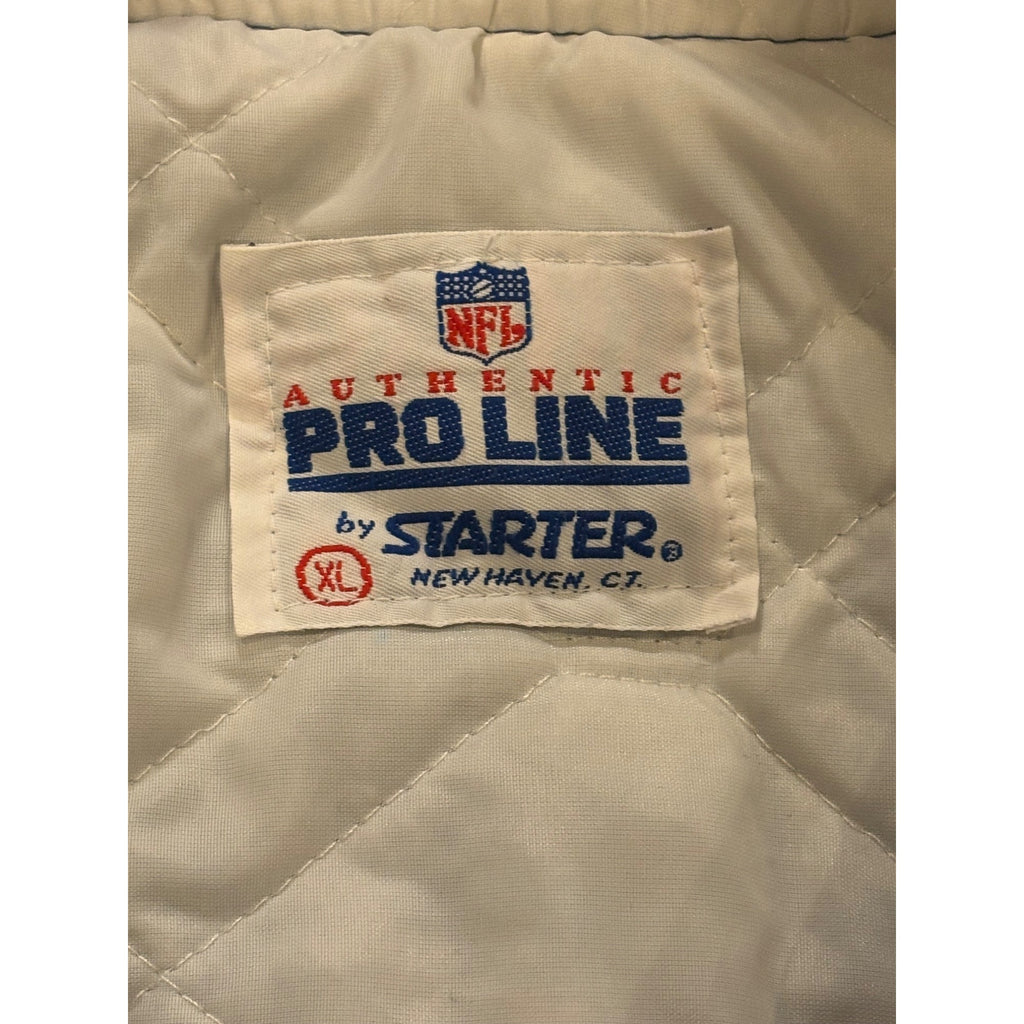 NFL
AUTHENTIC
PRO LINE
by STARTER®
XL
NEW HAVEN, CT.